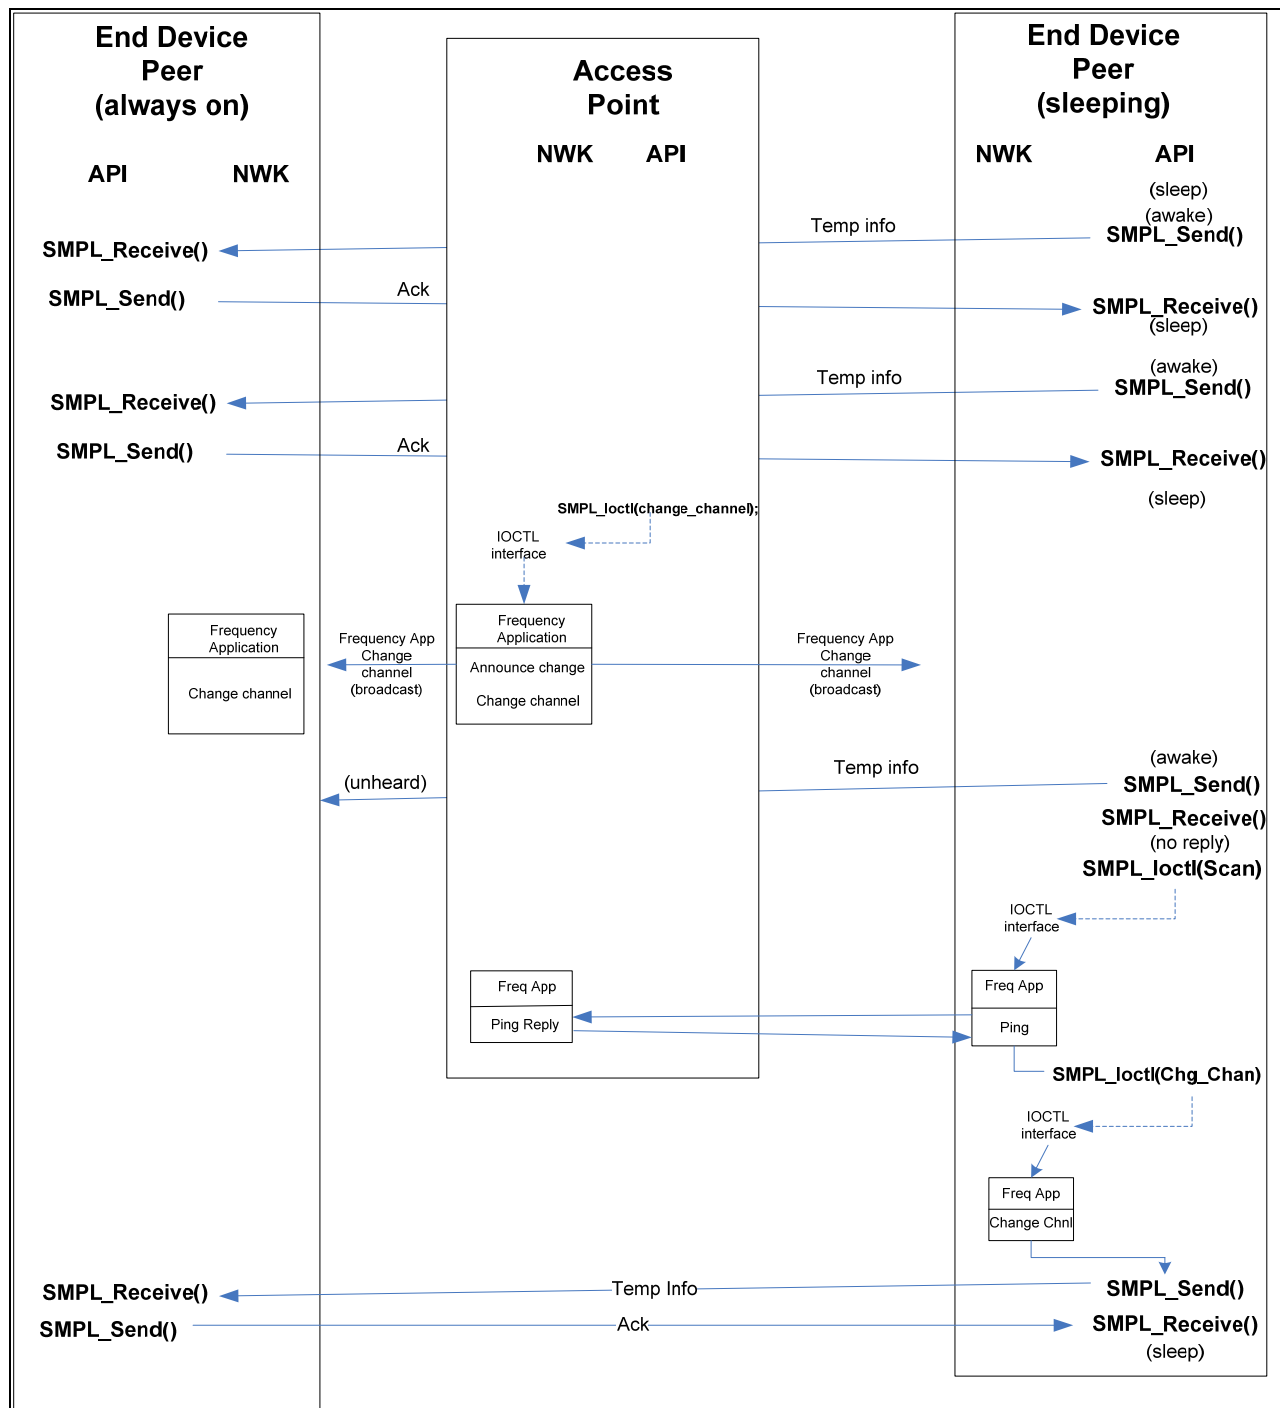 End Device
Peer
(always on)
Access
Point
End Device
Peer
(sleeping)
API
NWK
NWK
API
NWK
API
(sleep)
(awake)
Temp info
SMPL_Send()
SMPL_Receive()
SMPL_Send()
Ack
SMPL_Receive()
(sleep)
(awake)
Temp info
SMPL_Send()
SMPL_Receive()
SMPL_Send()
Ack
SMPL_Receive()
(sleep)
SMPL_Ioctl(change_channel);
IOCTL
interface
Frequency
Application
Change channel
Frequency App
Change
channel
(broadcast)
Frequency
Application
Announce change
Change channel
Frequency App
Change
channel
(broadcast)
(unheard)
Temp info
(awake)
SMPL_Send()
SMPL_Receive()
(no reply)
SMPL_Ioctl(Scan)
IOCTL
interface
Freq App
Ping Reply
Freq App
Ping
SMPL_Ioctl(Chg_Chan)
IOCTL
interface
Freq App
Change Chnl
SMPL_Receive()
Temp Info
SMPL_Send()
SMPL_Send()
Ack
SMPL_Receive()
(sleep)